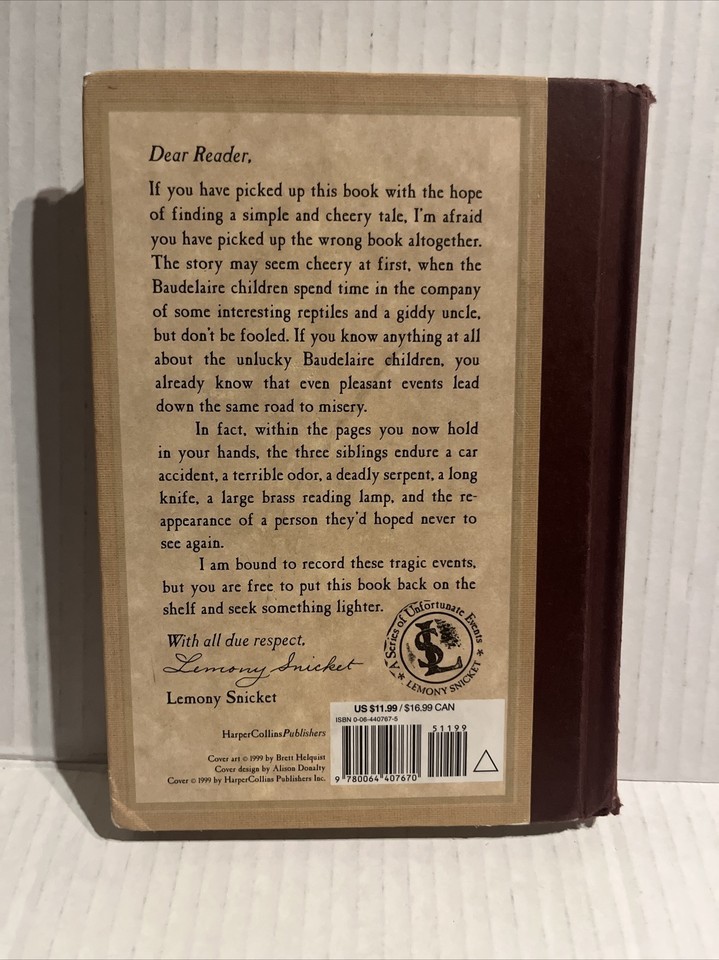 Dear Reader,
If you have picked up this book with the hope
of finding a simple and cheery tale, I'm afraid
you have picked up the wrong book altogether.
The story may seem cheery at first, when the
Baudelaire children spend time in the company
of some interesting reptiles and a giddy uncle,
but don't be fooled. If you know anything at all
about the unlucky Baudelaire children, you
already know that even pleasant events lead
down the same road to misery.
In fact, within the pages you now hold
in your hands, the three siblings endure a car
accident, a terrible odor, a deadly serpent, a long
knife, a large brass reading lamp, and the re-
appearance of a person they'd hoped never to
see again.
I am bound to record these tragic events,
but you are free to put this book back on the
shelf and seek something lighter.
With all due respect,
Lemony Snicket
Lemony Snicket
A Series of Unfortunate Events
LS
★ LEMONY SNICKET ★
HarperCollinsPublishers
Cover art © 1999 by Brett Helquist
Cover design by Alison Donalty
Cover © 1999 by HarperCollins Publishers Inc.
US $11.99 / $16.99 CAN
ISBN 0-06-440767-5
51199
9 780064 407670